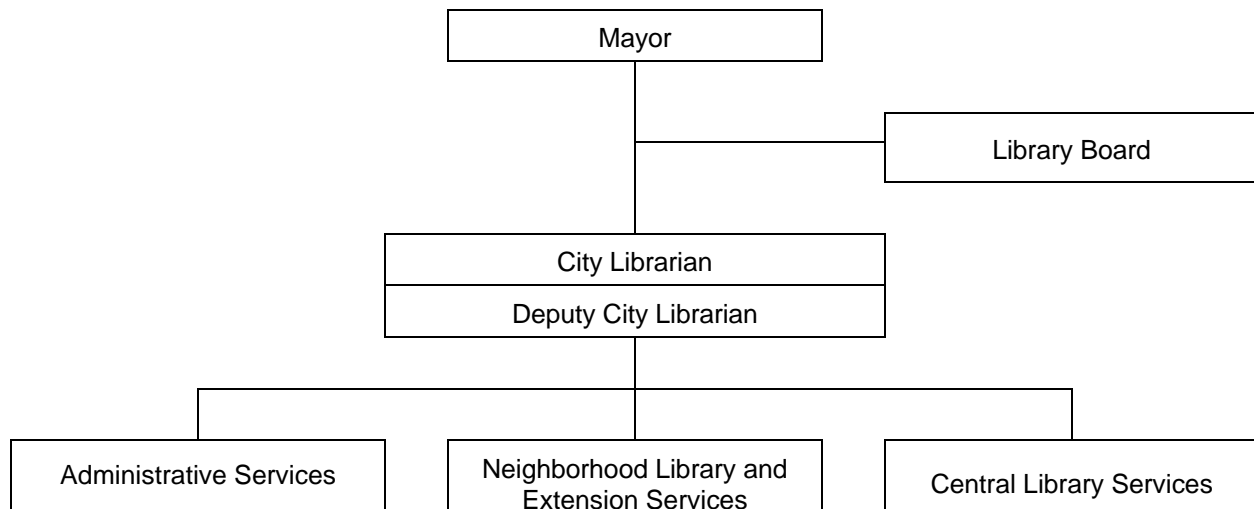 Mayor
Library Board
City Librarian
Deputy City Librarian
Administrative Services
Neighborhood Library and
Extension Services
Central Library Services